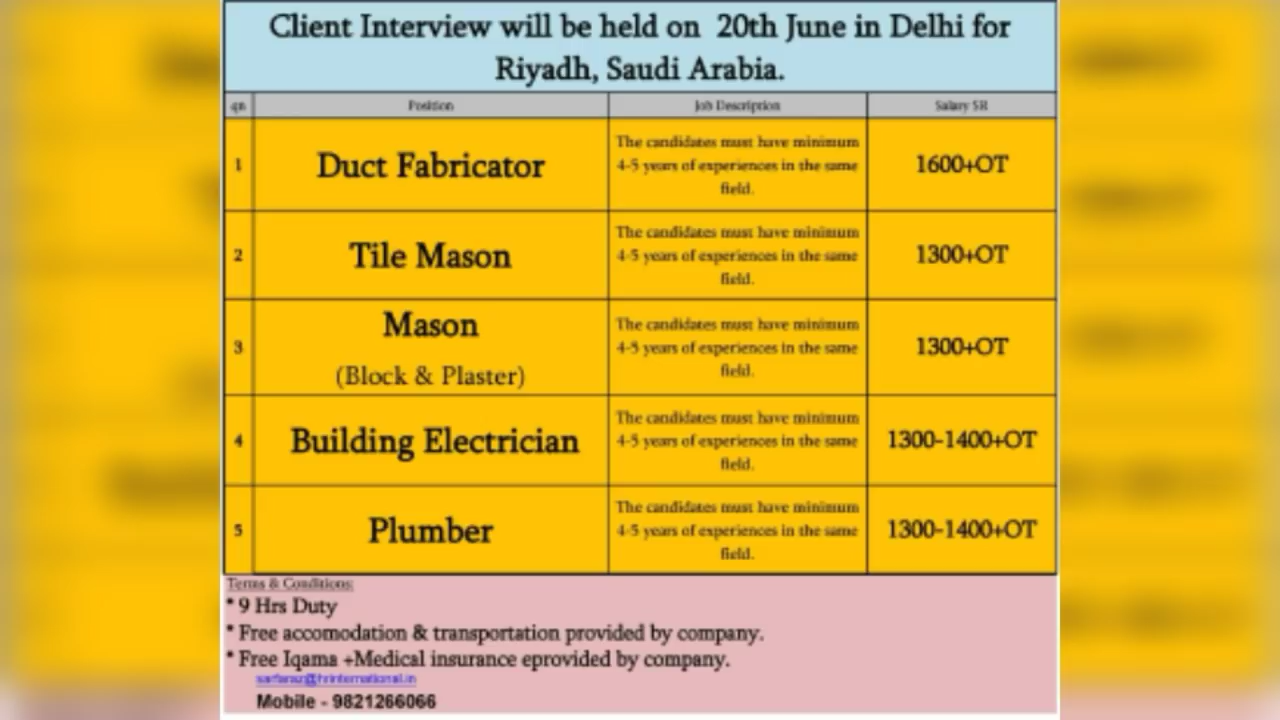 Client Interview will be held on 20th June in Delhi for
Riyadh, Saudi Arabia.
qn Position Job Description Salary SR
1 Duct Fabricator The candidates must have minimum 4-5 years of experiences in the same field. 1600+OT
2 Tile Mason The candidates must have minimum 4-5 years of experiences in the same field. 1300+OT
3 Mason (Block & Plaster) The candidates must have minimum 4-5 years of experiences in the same field. 1300+OT
4 Building Electrician The candidates must have minimum 4-5 years of experiences in the same field. 1300-1400+OT
5 Plumber The candidates must have minimum 4-5 years of experiences in the same field. 1300-1400+OT
Terms & Conditions:
* 9 Hrs Duty
* Free accomodation & transportation provided by company.
* Free Iqama +Medical insurance eprovided by company.
sarfaraz@hrinternational.in
Mobile - 9821266066